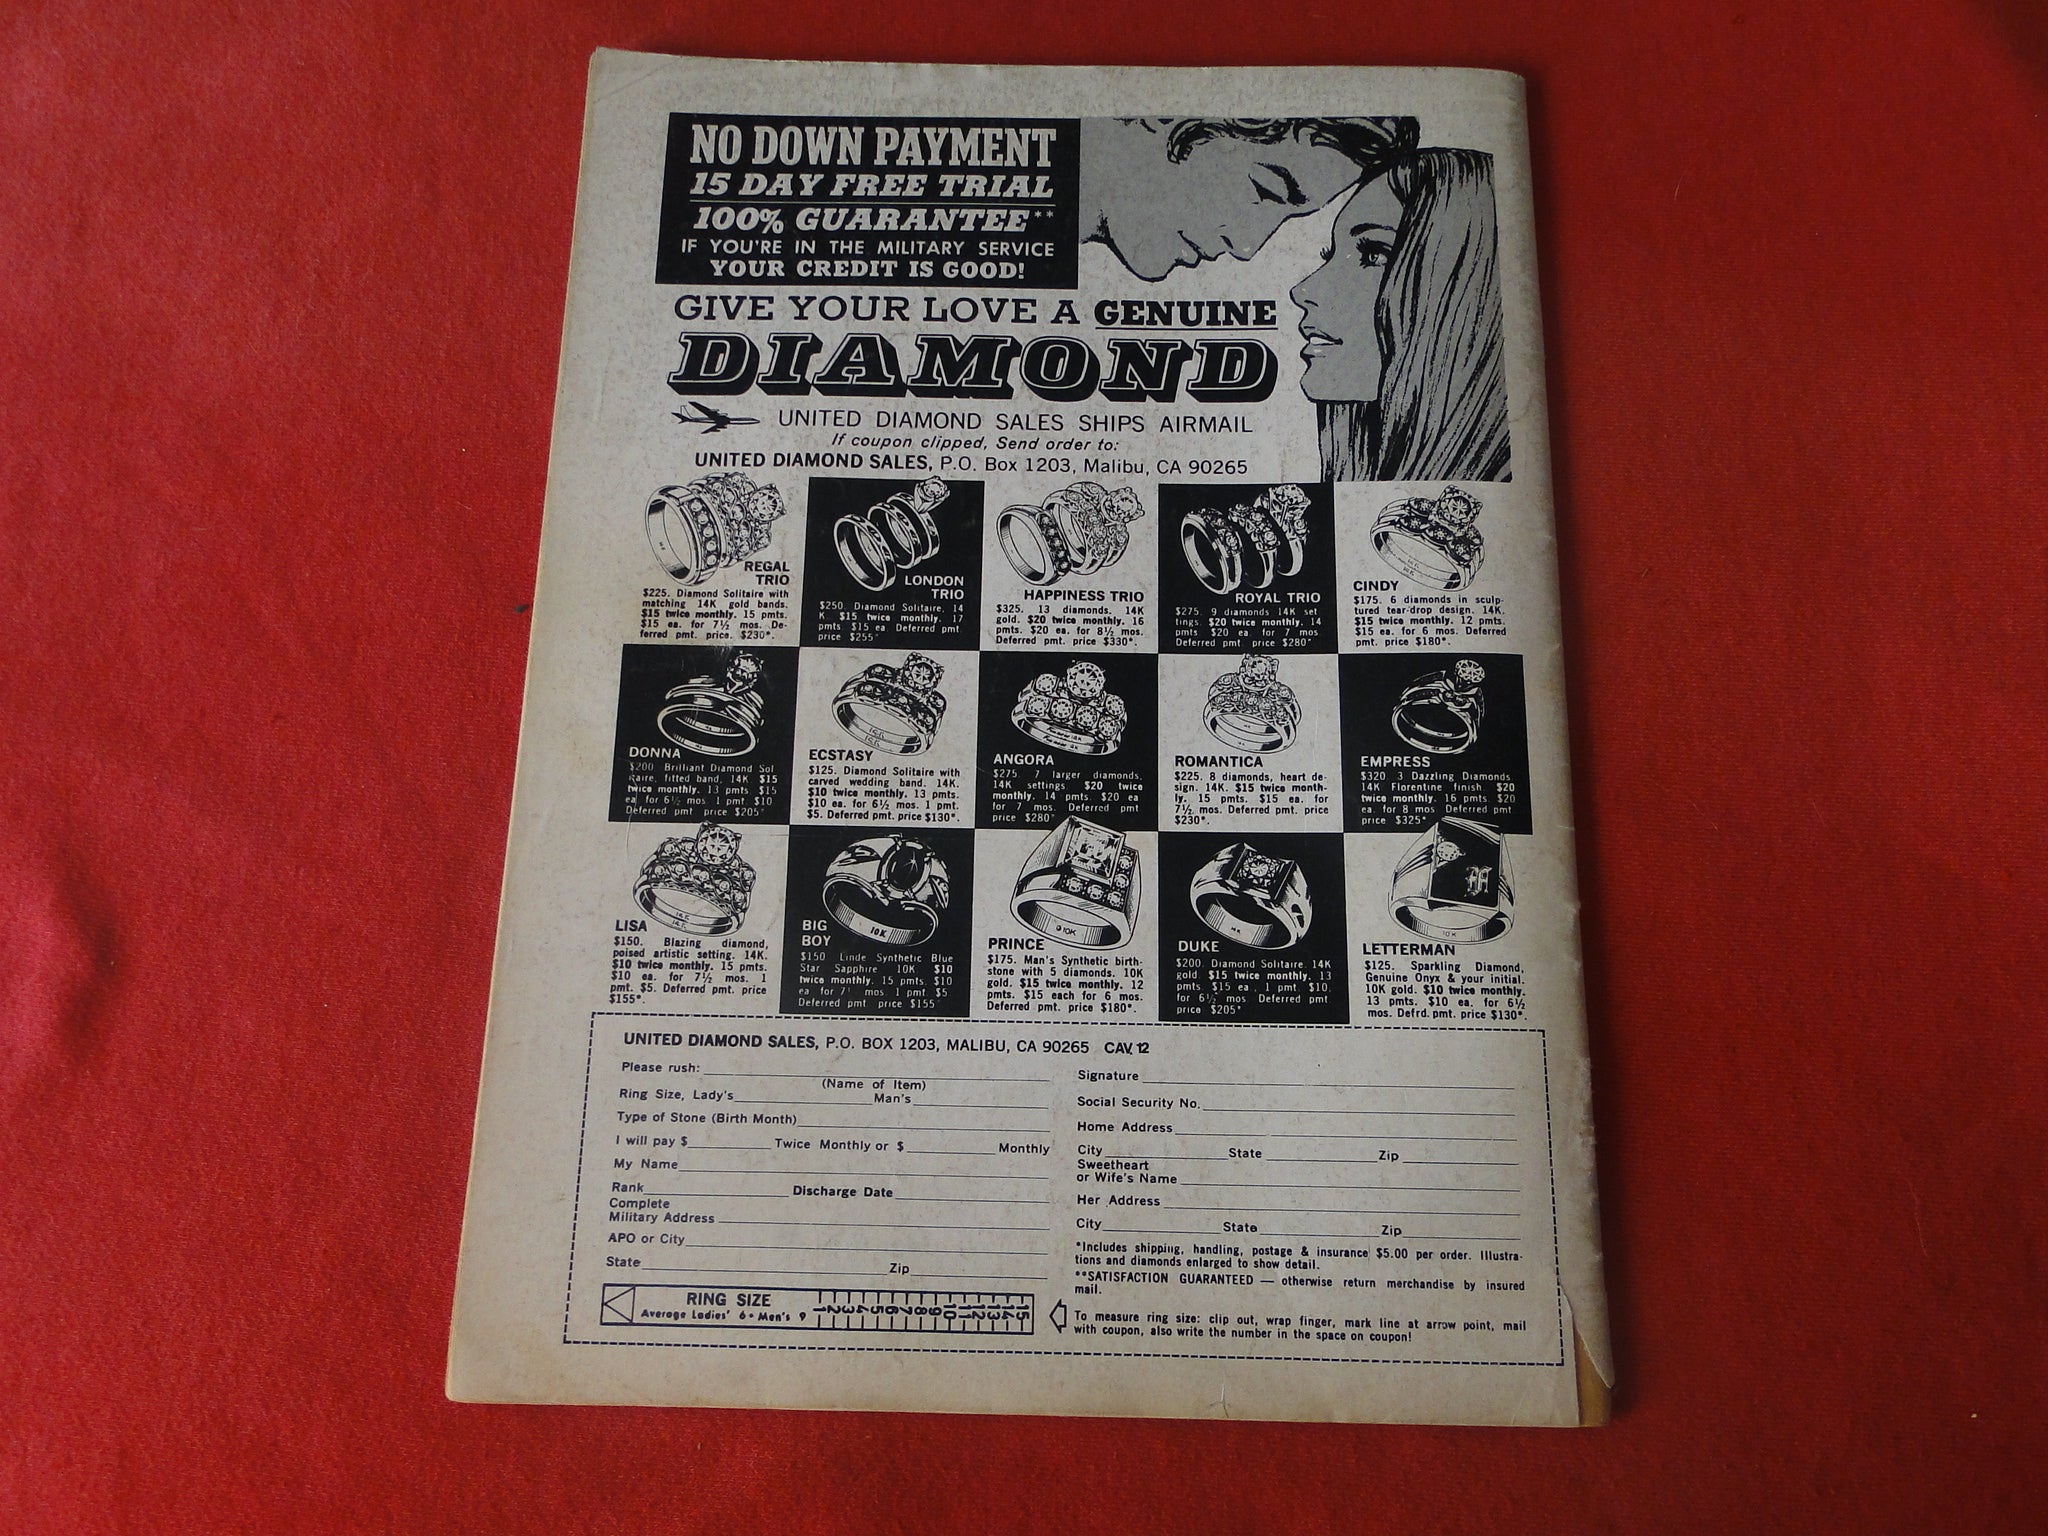 NO DOWN PAYMENT
15 DAY FREE TRIAL
100% GUARANTEE**
IF YOU'RE IN THE MILITARY SERVICE
YOUR CREDIT IS GOOD!
GIVE YOUR LOVE A GENUINE
DIAMOND
UNITED DIAMOND SALES SHIPS AIRMAIL
If coupon clipped, Send order to:
UNITED DIAMOND SALES, P.O. Box 1203, Malibu, CA 90265
REGAL
TRIO
$225. Diamond Solitaire with
matching 14K gold bands.
$15 twice monthly. 15 pmts.
$15 ea. for 7½ mos. De-
ferred pmt. price. $230*.
LONDON
TRIO
$250. Diamond Solitaire, 14
K. $15 twice monthly. 17
pmts. $15 ea. Deferred pmt.
price $255*
HAPPINESS TRIO
$325. 13 diamonds. 14K
gold. $20 twice monthly. 16
pmts. $20 ea. for 8½ mos.
Deferred pmt. price $330*.
ROYAL TRIO
$275. 9 diamonds 14K set
tings. $20 twice monthly. 14
pmts $20 ea. for 7 mos
Deferred pmt. price $280*
CINDY
$175. 6 diamonds in sculp-
tured tear-drop design. 14K.
$15 twice monthly. 12 pmts.
$15 ea. for 6 mos. Deferred
pmt. price $180*.
DONNA
$200 Brilliant Diamond Sol
itaire, fitted band, 14K $15
twice monthly. 13 pmts. $15
ea for 6½ mos 1 pmt. $10
Deferred pmt price $205*
ECSTASY
$125. Diamond Solitaire with
carved wedding band. 14K.
$10 twice monthly. 13 pmts.
$10 ea. for 6½ mos. 1 pmt.
$5. Deferred pmt. price $130*.
ANGORA
$275 7 larger diamonds,
14K settings $20 twice
monthly. 14 pmts. $20 ea
for 7 mos. Deferred pmt
price $280*
ROMANTICA
$225. 8 diamonds, heart de-
sign. 14K. $15 twice month-
ly. 15 pmts. $15 ea. for
7½ mos. Deferred pmt. price
$230*.
EMPRESS
$320 3 Dazzling Diamonds
14K Florentine finish. $20
twice monthly. 16 pmts. $20
ea. for 8 mos Deferred pmt
price $325*
LISA
$150. Blazing diamond,
poised artistic setting. 14K.
$10 twice monthly. 15 pmts.
$10 ea. for 7½ mos. 1
pmt. $5. Deferred pmt. price
$155*.
10K
BIG
BOY
$150 Linde Synthetic Blue
Star Sapphire 10K $10
twice monthly. 15 pmts. $10
ea for 7½ mos 1 pmt. $5
Deferred pmt price $155*
10K
PRINCE
$175. Man's Synthetic birth-
stone with 5 diamonds. 10K
gold. $15 twice monthly. 12
pmts. $15 each for 6 mos.
Deferred pmt. price $180*.
DUKE
$200. Diamond Solitaire. 14K
gold. $15 twice monthly. 13
pmts. $15 ea., 1 pmt. $10,
for 6½ mos Deferred pmt.
price $205*
LETTERMAN
$125. Sparkling Diamond,
Genuine Onyx & your initial.
10K gold. $10 twice monthly.
13 pmts. $10 ea. for 6½
mos. Defrd. pmt. price $130*.
UNITED DIAMOND SALES, P.O. BOX 1203, MALIBU, CA 90265 CAV. 12
Please rush:
(Name of Item)
Ring Size, Lady's Man's
Type of Stone (Birth Month)
I will pay $ Twice Monthly or $ Monthly
My Name
Rank Discharge Date
Complete
Military Address
APO or City
State Zip
RING SIZE
Average Ladies' 6 • Men's 9
1 2 3 4 5 6 7 8 9 10 11 12 13 14 15
Signature
Social Security No.
Home Address
City State Zip
Sweetheart
or Wife's Name
Her Address
City State Zip
*Includes shipping, handling, postage & insurance $5.00 per order. Illustra-
tions and diamonds enlarged to show detail.
**SATISFACTION GUARANTEED — otherwise return merchandise by insured
mail.
To measure ring size: clip out, wrap finger, mark line at arrow point, mail
with coupon, also write the number in the space on coupon!